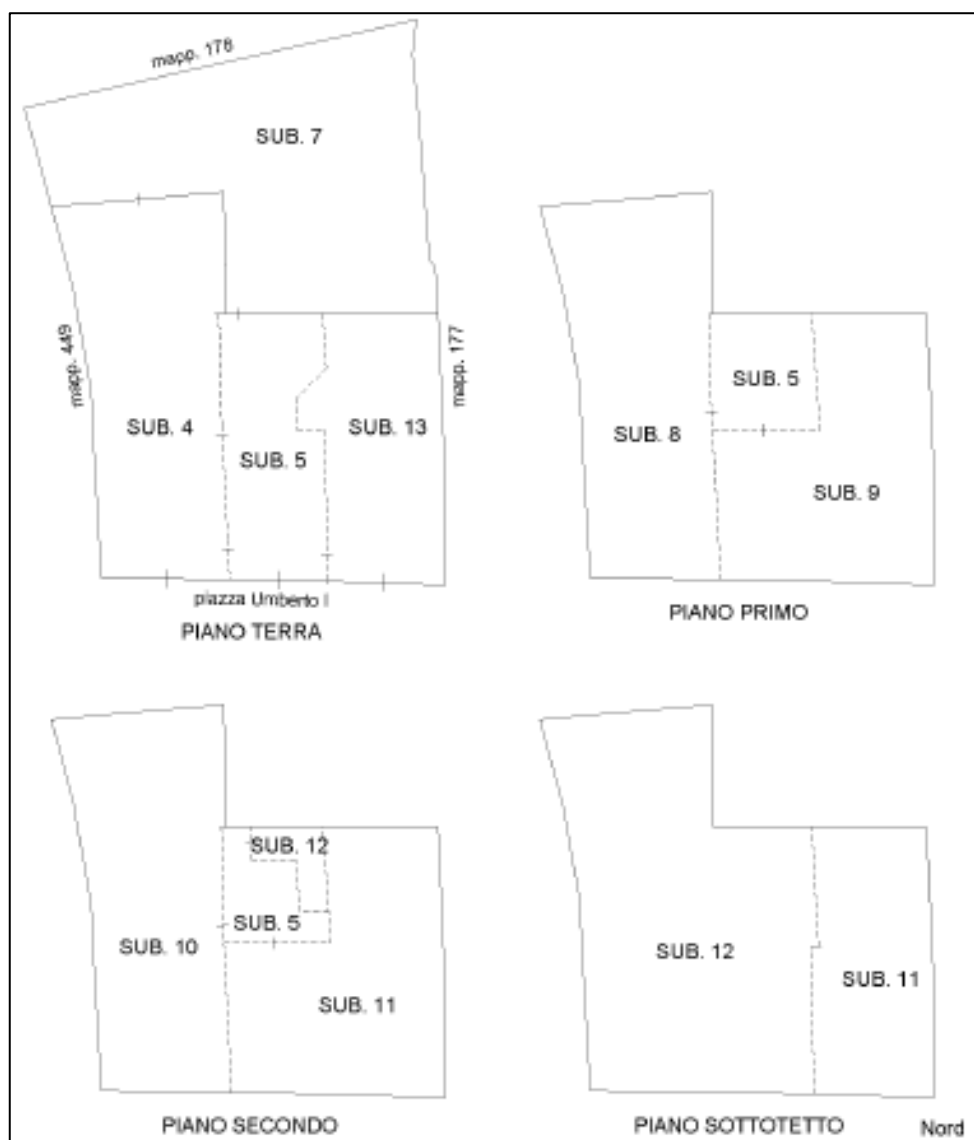 mapp. 178
SUB. 7
mapp. 449
mapp. 177
SUB. 4
SUB. 5
SUB. 13
piazza Umberto I
PIANO TERRA
SUB. 5
SUB. 8
SUB. 9
PIANO PRIMO
SUB. 12
SUB. 5
SUB. 10
SUB. 11
PIANO SECONDO
SUB. 12
SUB. 11
PIANO SOTTOTETTO
Nord